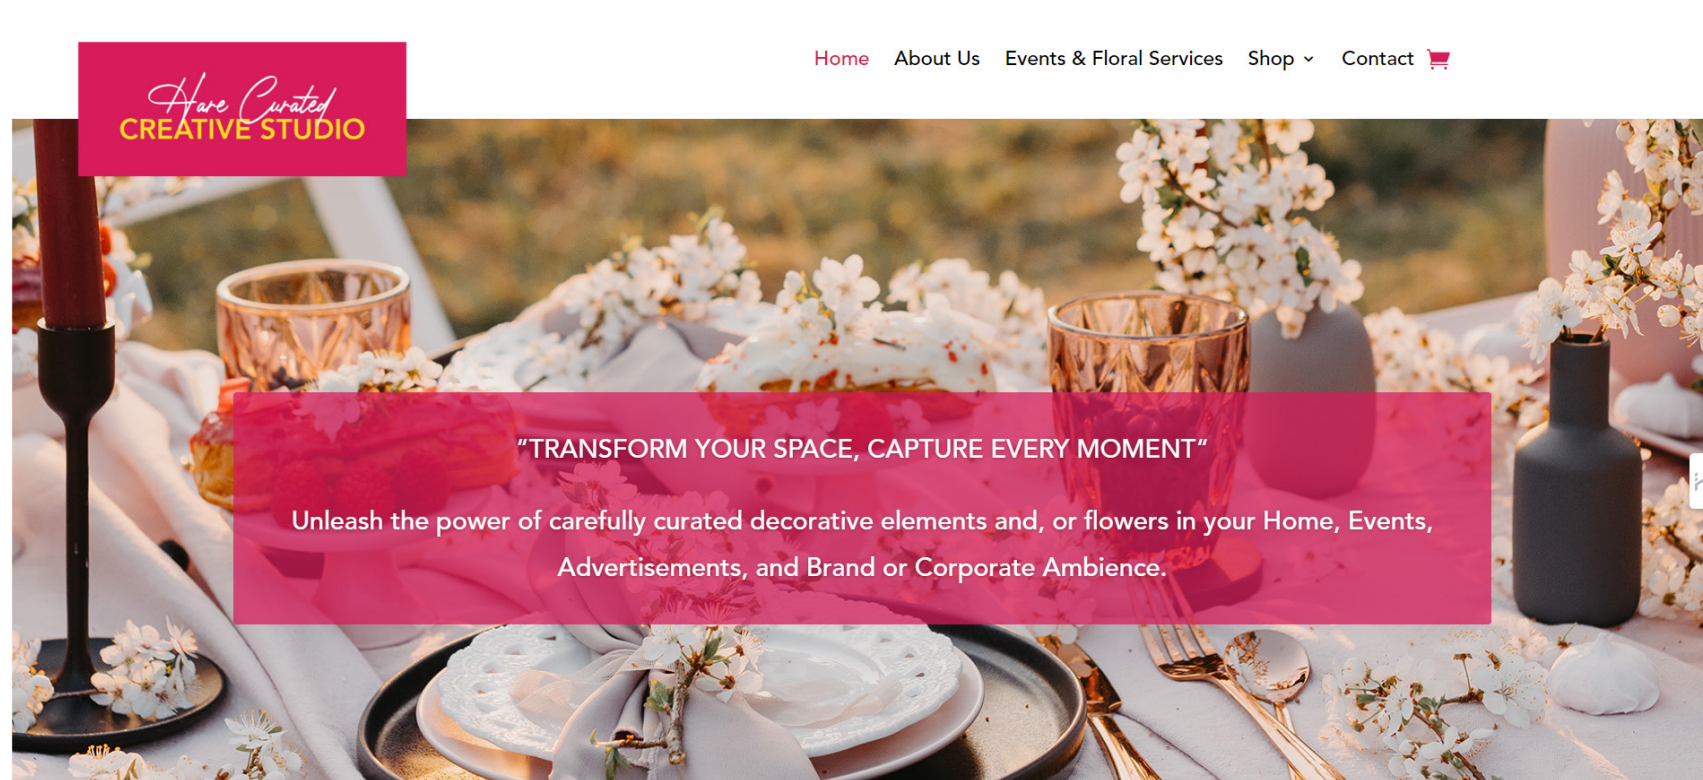 Home About Us Events & Floral Services Shop Contact
Hare Curated
CREATIVE STUDIO
“TRANSFORM YOUR SPACE, CAPTURE EVERY MOMENT“
Unleash the power of carefully curated decorative elements and, or flowers in your Home, Events,
Advertisements, and Brand or Corporate Ambience.